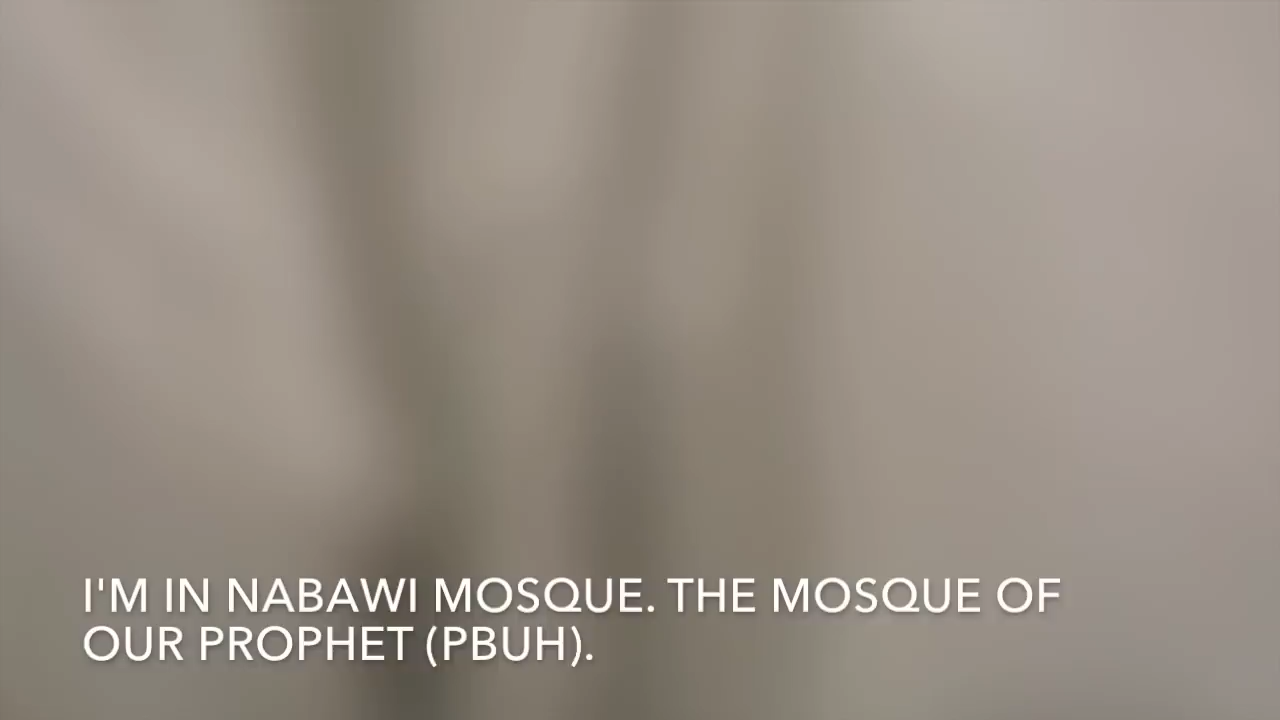 I'M IN NABAWI MOSQUE. THE MOSQUE OF
OUR PROPHET (PBUH).